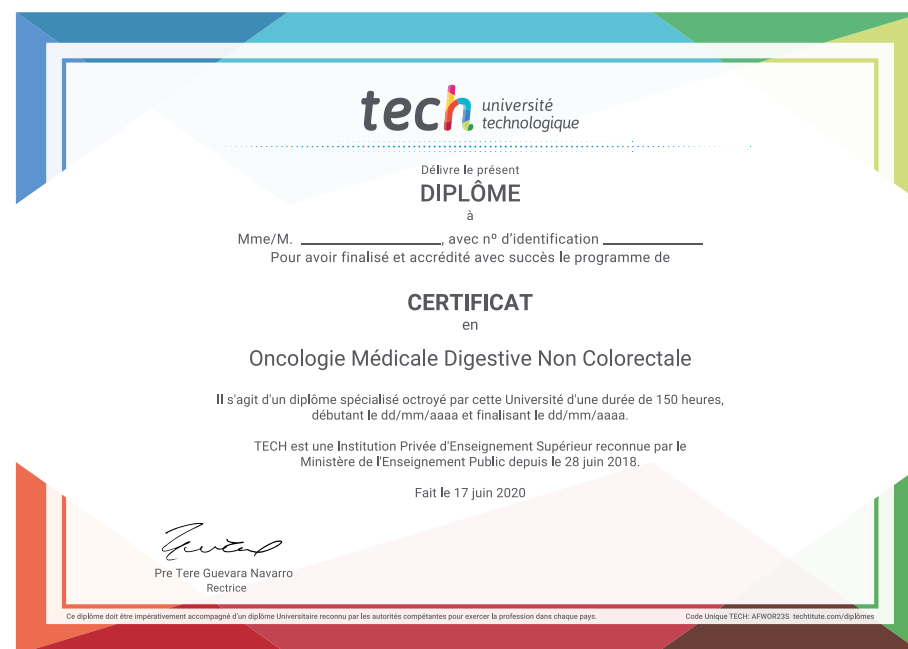 tech université
technologique
Délivre le présent
DIPLÔME
à
Mme/M. ____________________, avec nº d'identification ______________
Pour avoir finalisé et accrédité avec succès le programme de
CERTIFICAT
en
Oncologie Médicale Digestive Non Colorectale
Il s'agit d'un diplôme spécialisé octroyé par cette Université d'une durée de 150 heures,
débutant le dd/mm/aaaa et finalisant le dd/mm/aaaa.
TECH est une Institution Privée d'Enseignement Supérieur reconnue par le
Ministère de l'Enseignement Public depuis le 28 juin 2018.
Fait le 17 juin 2020
Pre Tere Guevara Navarro
Rectrice
Ce diplôme doit être impérativement accompagné d'un diplôme Universitaire reconnu par les autorités compétantes pour exercer la profession dans chaque pays. Code Unique TECH: AFWOR23S techtitute.com/diplômes